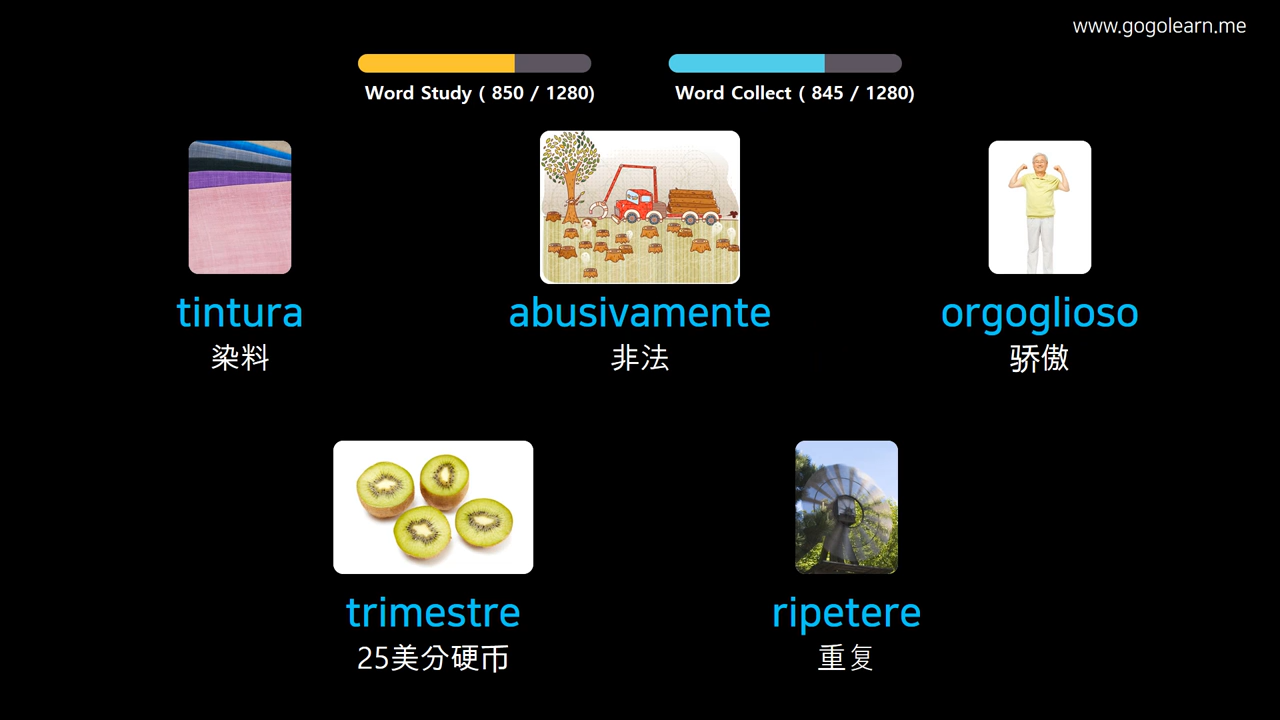 www.gogolearn.me
Word Study ( 850 / 1280)
Word Collect ( 845 / 1280)
tintura
染料
abusivamente
非法
orgoglioso
骄傲
trimestre
25美分硬币
ripetere
重复